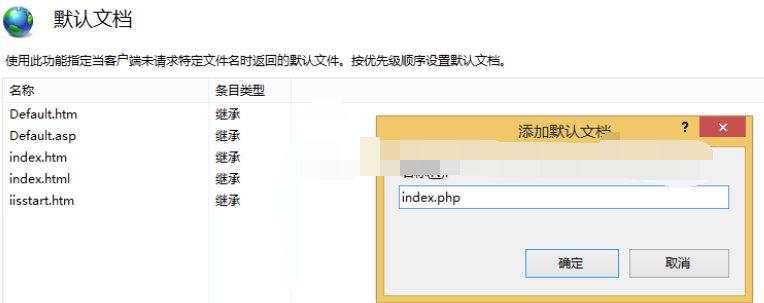 默认文档
使用此功能指定当客户端未请求特定文件名时返回的默认文件。按优先级顺序设置默认文档。
名称 条目类型
Default.htm 继承
Default.asp 继承
index.htm 继承
index.html 继承
iisstart.htm 继承
添加默认文档 ? ×
index.php
确定 取消